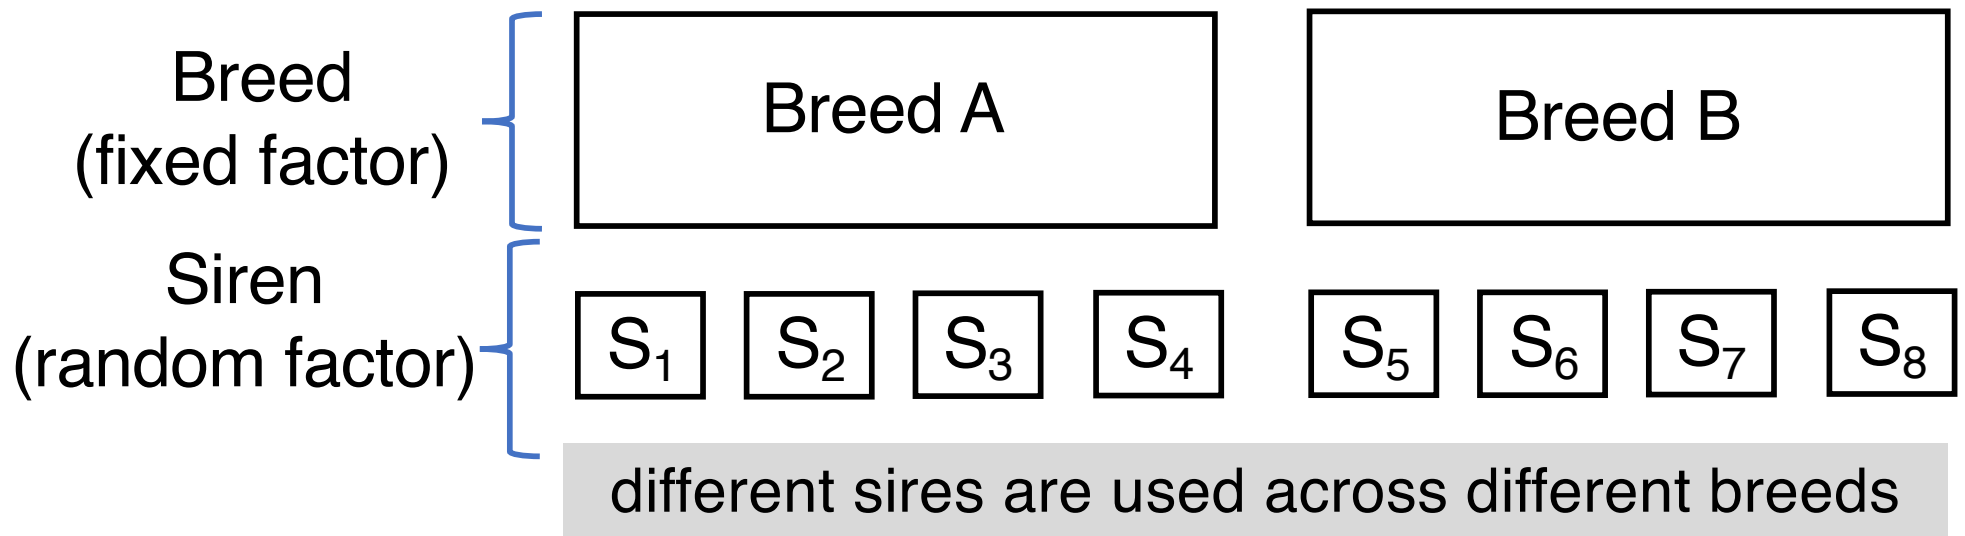 Breed
(fixed factor)
Breed A
Breed B
Siren
(random factor)
S₁ S₂ S₃ S₄ S₅ S₆ S₇ S₈
different sires are used across different breeds